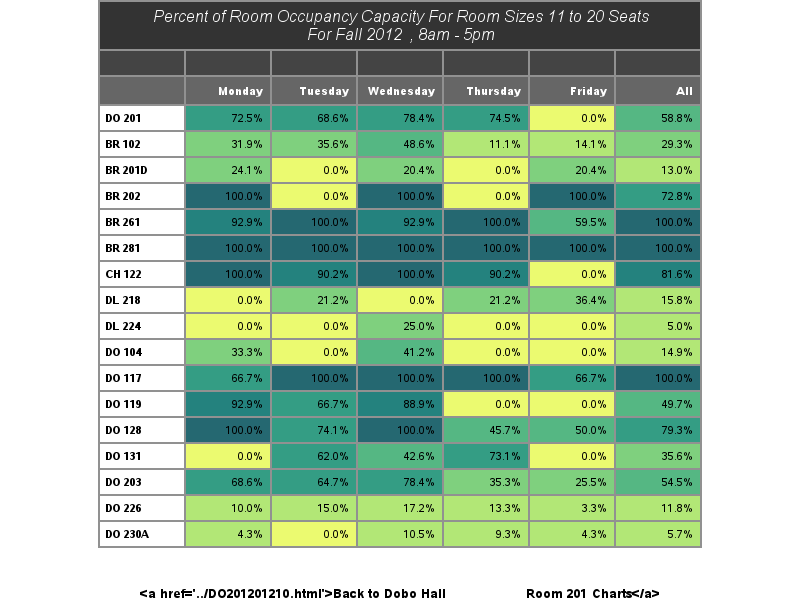 Percent of Room Occupancy Capacity For Room Sizes 11 to 20 Seats
For Fall 2012 , 8am - 5pm
Monday Tuesday Wednesday Thursday Friday All
DO 201 72.5% 68.6% 78.4% 74.5% 0.0% 58.8%
BR 102 31.9% 35.6% 48.6% 11.1% 14.1% 29.3%
BR 201D 24.1% 0.0% 20.4% 0.0% 20.4% 13.0%
BR 202 100.0% 0.0% 100.0% 0.0% 100.0% 72.8%
BR 261 92.9% 100.0% 92.9% 100.0% 59.5% 100.0%
BR 281 100.0% 100.0% 100.0% 100.0% 100.0% 100.0%
CH 122 100.0% 90.2% 100.0% 90.2% 0.0% 81.6%
DL 218 0.0% 21.2% 0.0% 21.2% 36.4% 15.8%
DL 224 0.0% 0.0% 25.0% 0.0% 0.0% 5.0%
DO 104 33.3% 0.0% 41.2% 0.0% 0.0% 14.9%
DO 117 66.7% 100.0% 100.0% 100.0% 66.7% 100.0%
DO 119 92.9% 66.7% 88.9% 0.0% 0.0% 49.7%
DO 128 100.0% 74.1% 100.0% 45.7% 50.0% 79.3%
DO 131 0.0% 62.0% 42.6% 73.1% 0.0% 35.6%
DO 203 68.6% 64.7% 78.4% 35.3% 25.5% 54.5%
DO 226 10.0% 15.0% 17.2% 13.3% 3.3% 11.8%
DO 230A 4.3% 0.0% 10.5% 9.3% 4.3% 5.7%
<a href='../DO201201210.html'>Back to Dobo Hall Room 201 Charts</a>